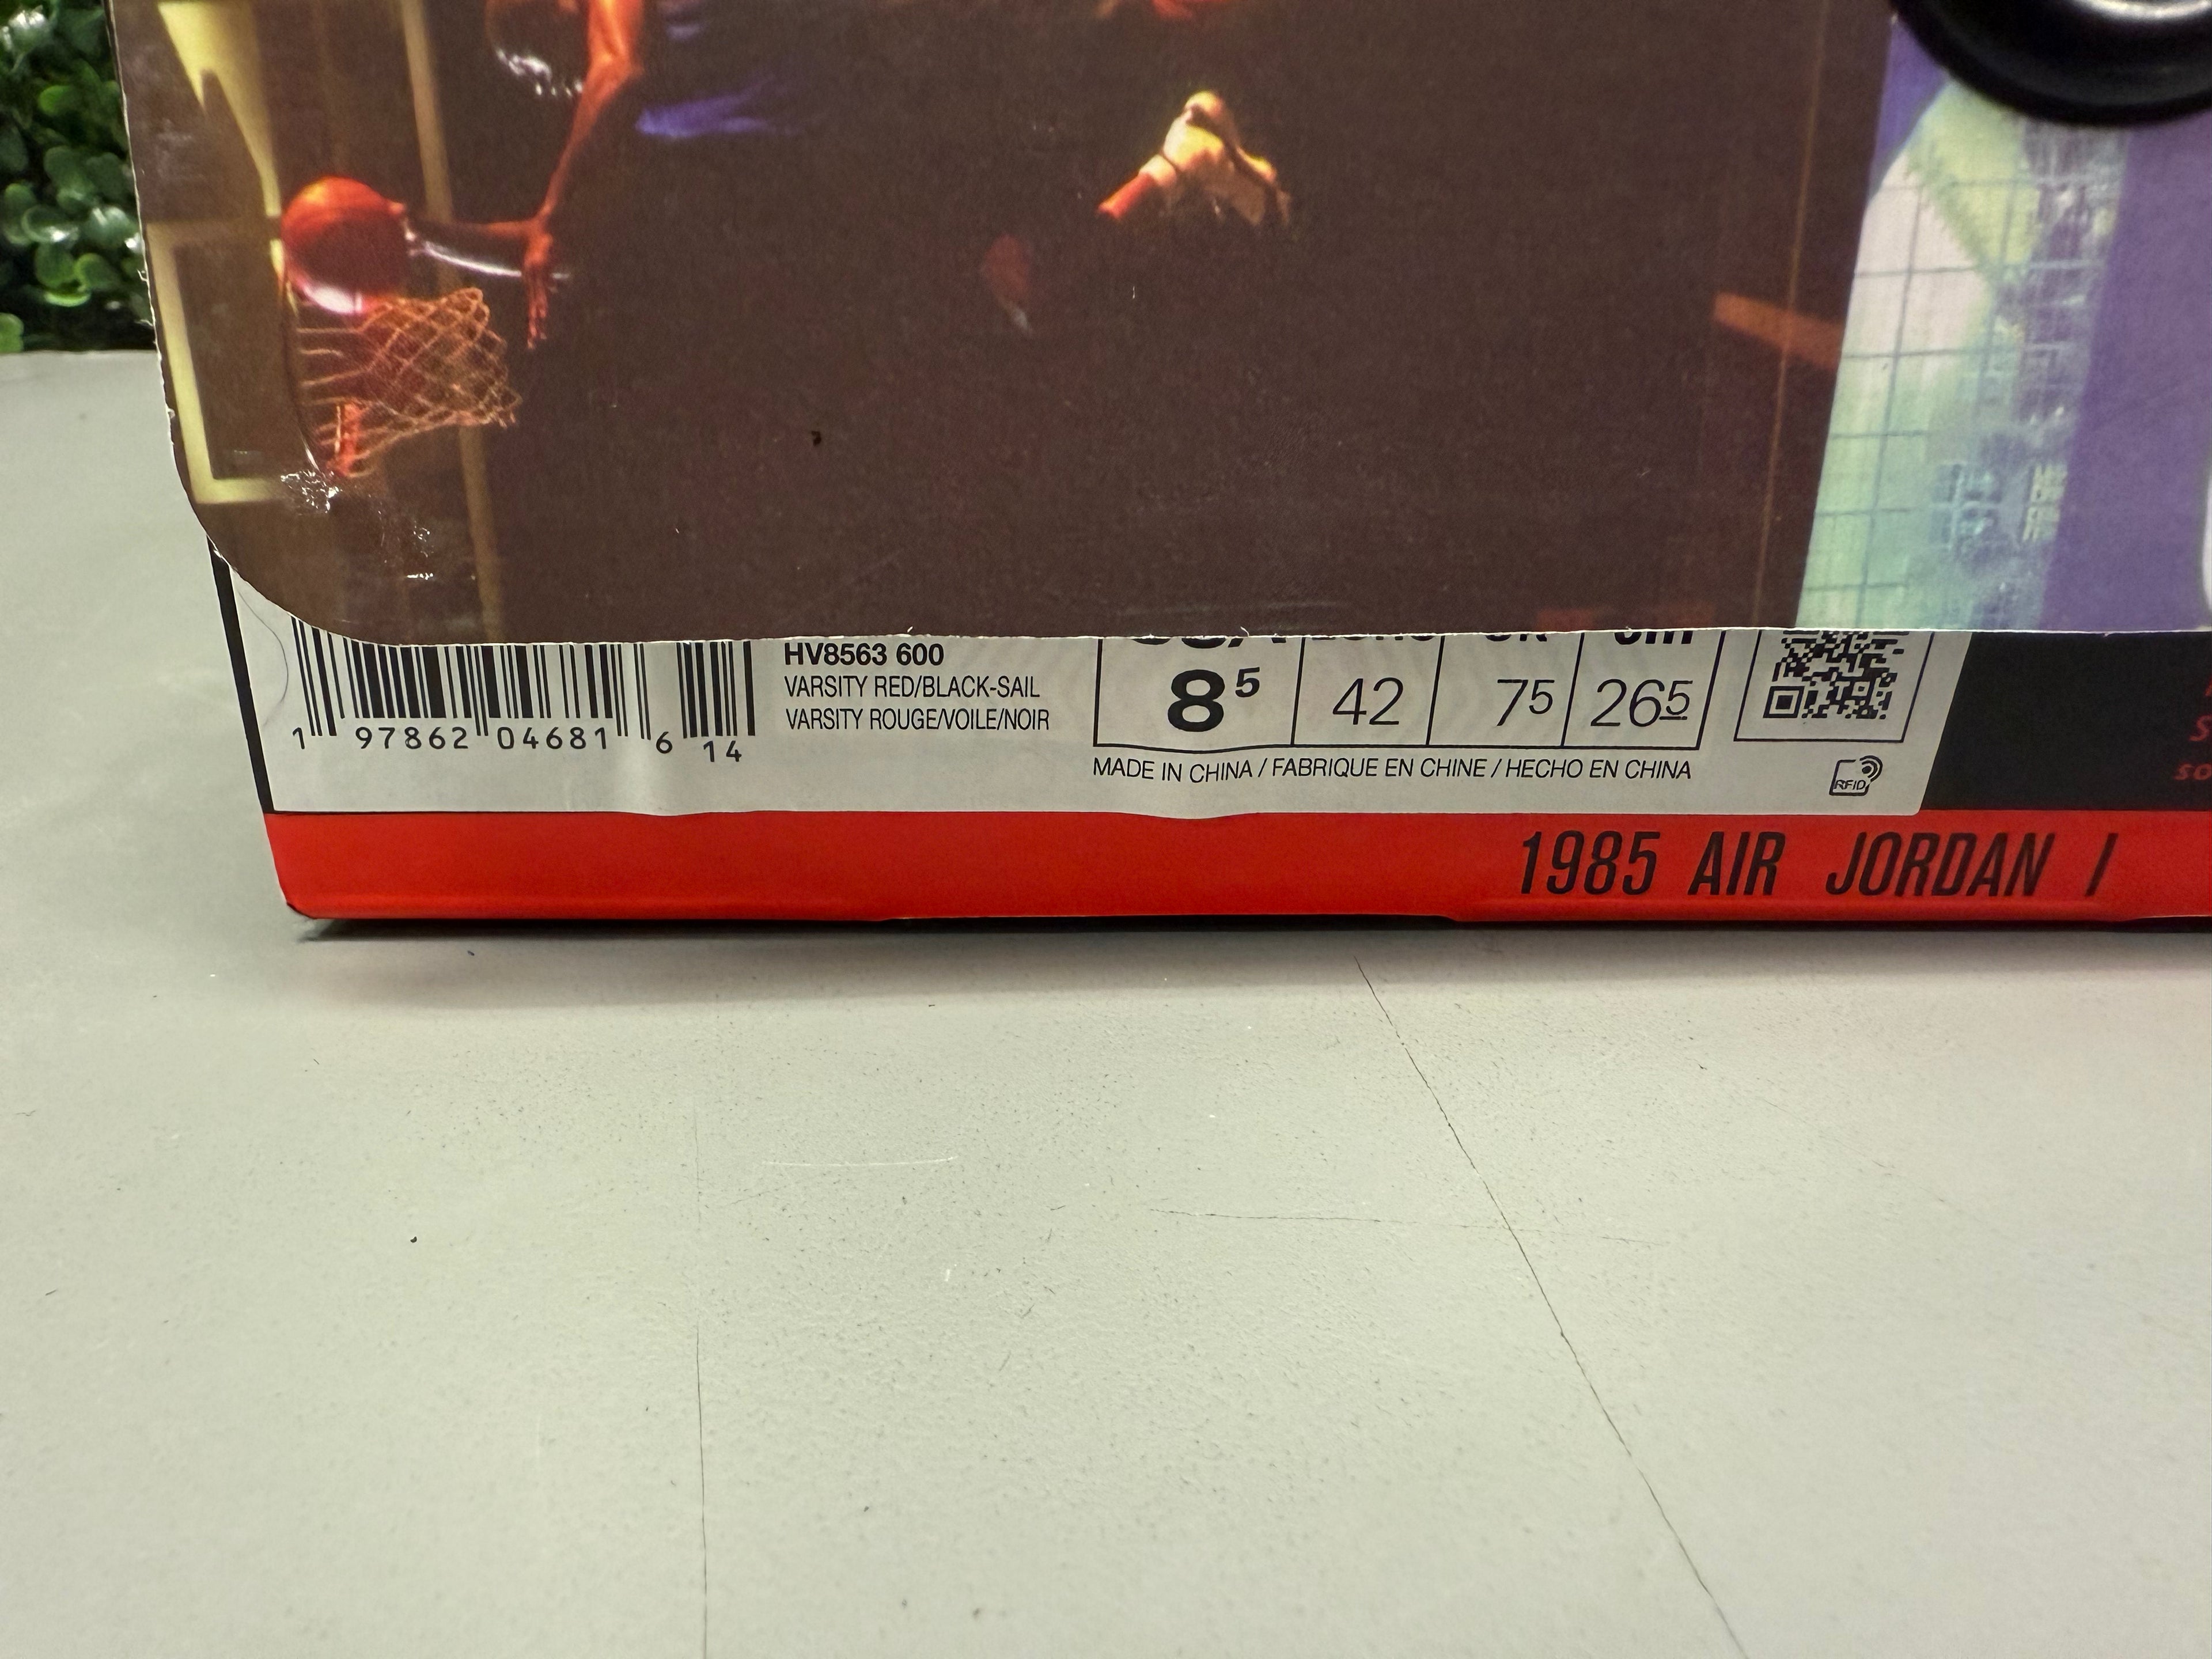 HV8563 600
VARSITY RED/BLACK-SAIL
VARSITY ROUGE/VOILE/NOIR
1 97862 04681 6 14
8⁵ 42 7⁵ 26⁵
MADE IN CHINA / FABRIQUE EN CHINE / HECHO EN CHINA
RFID
1985 AIR JORDAN I